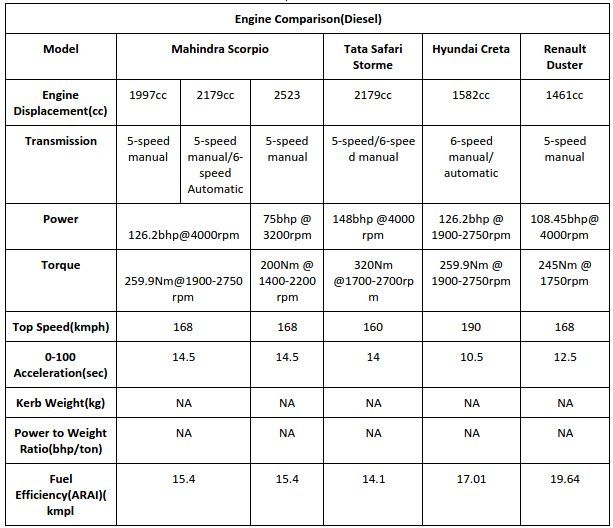 Engine Comparison(Diesel)
Model Mahindra Scorpio Tata Safari Storme Hyundai Creta Renault Duster
Engine Displacement(cc) 1997cc 2179cc 2523 2179cc 1582cc 1461cc
Transmission 5-speed manual 5-speed manual/6-speed Automatic 5-speed manual 5-speed/6-speed manual 6-speed manual/automatic 5-speed manual
Power 126.2bhp@4000rpm 75bhp @ 3200rpm 148bhp @4000 rpm 126.2bhp @ 1900-2750rpm 108.45bhp@ 4000rpm
Torque 259.9Nm@1900-2750 rpm 200Nm @ 1400-2200 rpm 320Nm @1700-2700rpm 259.9Nm @ 1900-2750rpm 245Nm @ 1750rpm
Top Speed(kmph) 168 168 160 190 168
0-100 Acceleration(sec) 14.5 14.5 14 10.5 12.5
Kerb Weight(kg) NA NA NA NA NA
Power to Weight Ratio(bhp/ton) NA NA NA NA NA
Fuel Efficiency(ARAI)( kmpl 15.4 15.4 14.1 17.01 19.64